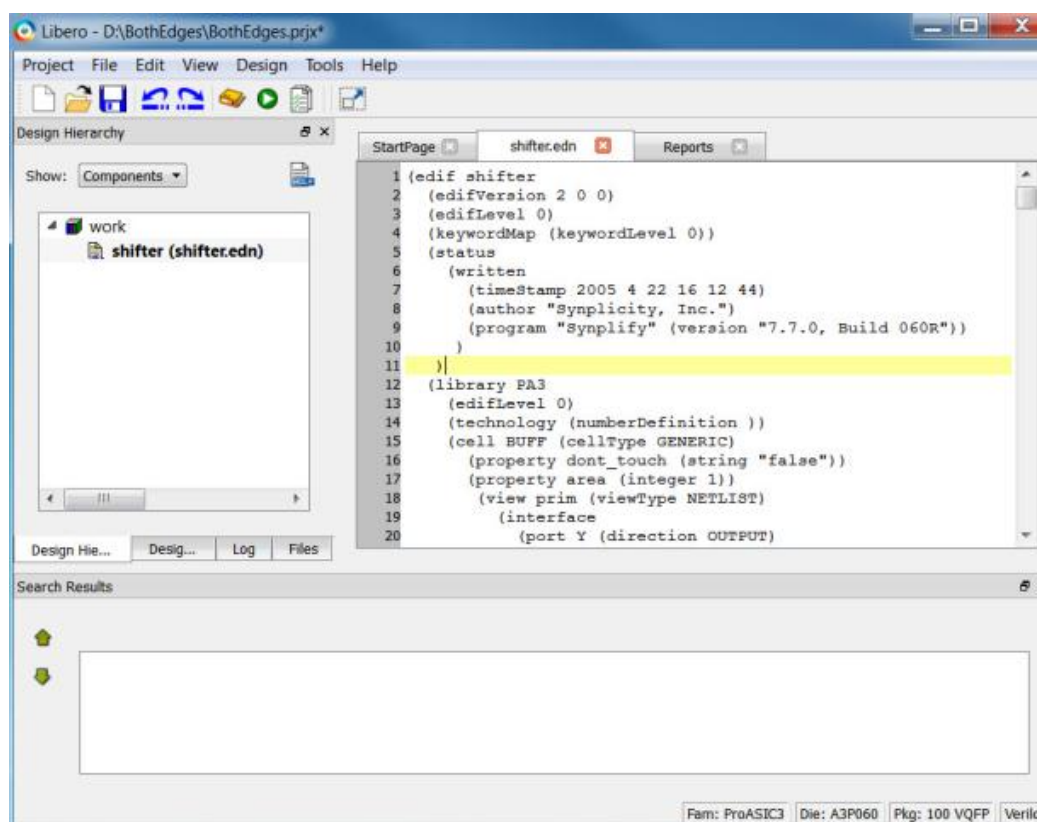 Libero - D:\BothEdges\BothEdges.prjx*
Project File Edit View Design Tools Help
Design Hierarchy
Show: Components
work
shifter (shifter.edn)
Design Hie... Desig... Log Files
StartPage shifter.edn Reports
1 (edif shifter
2 (edifVersion 2 0 0)
3 (edifLevel 0)
4 (keywordMap (keywordLevel 0))
5 (status
6 (written
7 (timeStamp 2005 4 22 16 12 44)
8 (author "Synplicity, Inc.")
9 (program "Synplify" (version "7.7.0, Build 060R"))
10 )
11 )
12 (library PA3
13 (edifLevel 0)
14 (technology (numberDefinition ))
15 (cell BUFF (cellType GENERIC)
16 (property dont_touch (string "false"))
17 (property area (integer 1))
18 (view prim (viewType NETLIST)
19 (interface
20 (port Y (direction OUTPUT)
Search Results
Fam: ProASIC3 Die: A3P060 Pkg: 100 VQFP Verilo